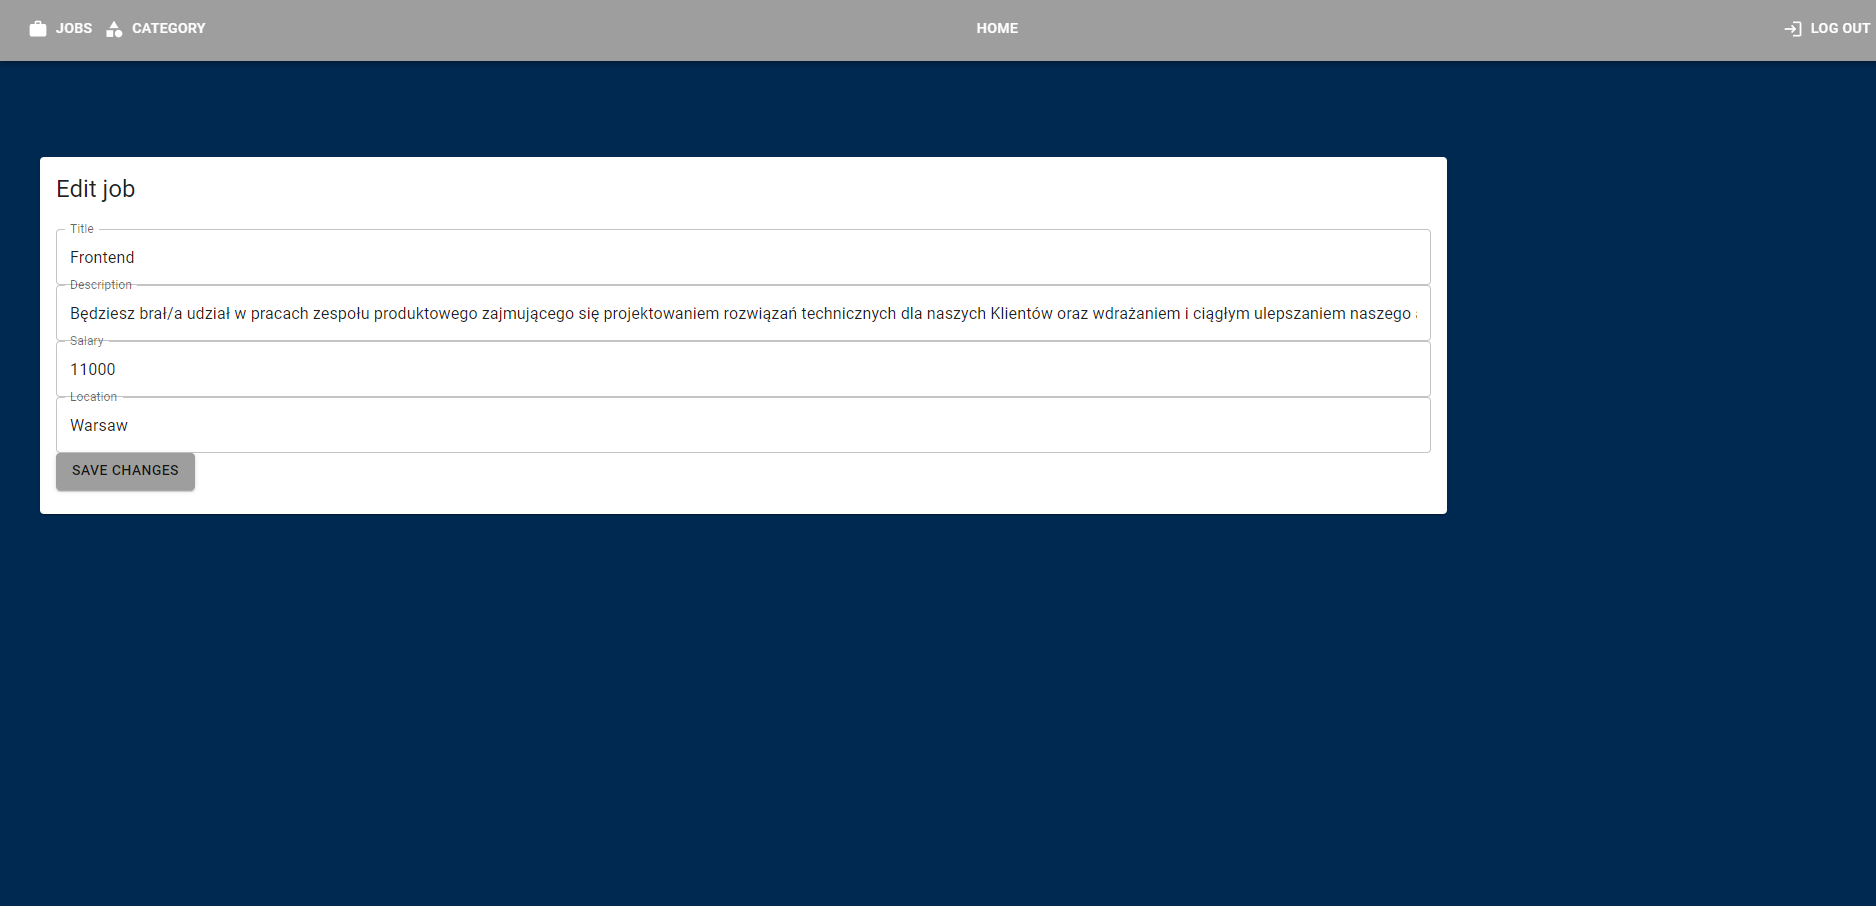 JOBS CATEGORY HOME LOG OUT
Edit job
Title
Frontend
Description
Będziesz brał/a udział w pracach zespołu produktowego zajmującego się projektowaniem rozwiązań technicznych dla naszych Klientów oraz wdrażaniem i ciągłym ulepszaniem naszego
Salary
11000
Location
Warsaw
SAVE CHANGES